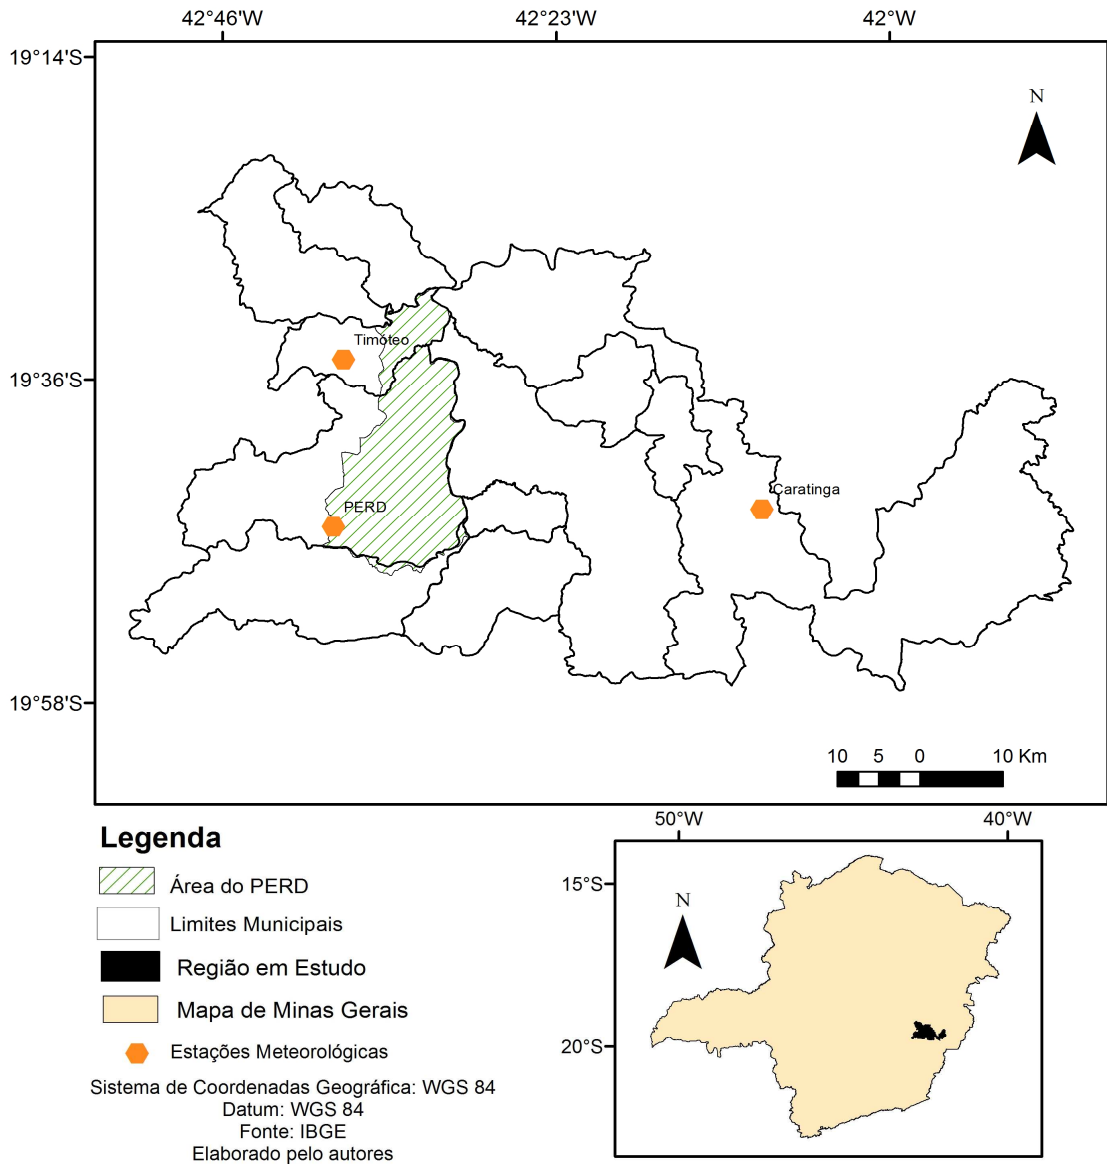 42°46'W 42°23'W 42°W
19°14'S
N
Timóteo
19°36'S
Caratinga
PERD
19°58'S
10 5 0 10 Km
Legenda
Área do PERD
Limites Municipais
Região em Estudo
Mapa de Minas Gerais
Estações Meteorológicas
Sistema de Coordenadas Geográfica: WGS 84
Datum: WGS 84
Fonte: IBGE
Elaborado pelo autores
50°W 40°W
15°S
N
20°S